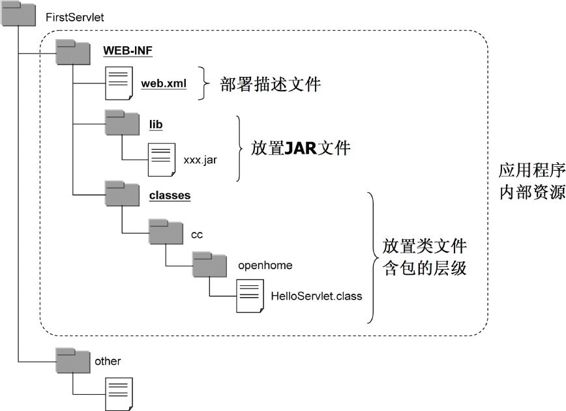 FirstServlet
WEB-INF
web.xml
部署描述文件
lib
放置JAR文件
xxx.jar
应用程序
内部资源
classes
cc
放置类文件
含包的层级
openhome
HelloServlet.class
other